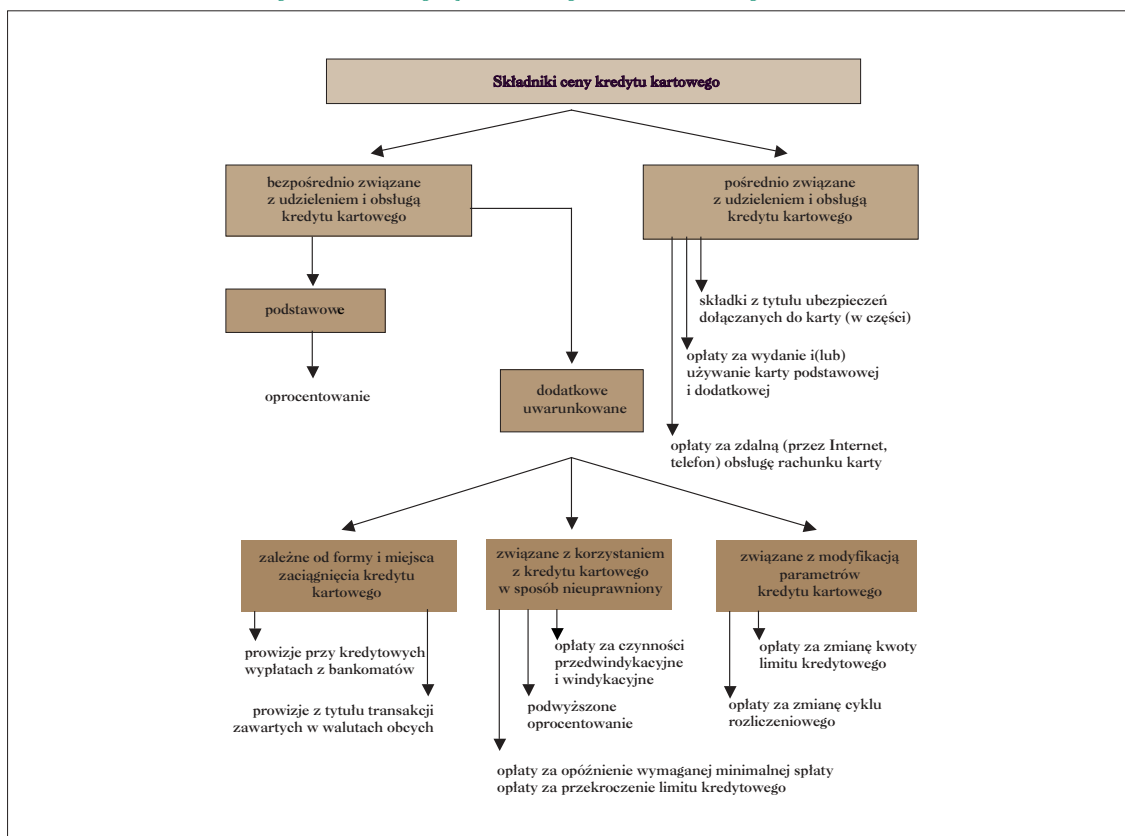 Składniki ceny kredytu kartowego
bezpośrednio związane
z udzieleniem i obsługą
kredytu kartowego
pośrednio związane
z udzieleniem i obsługą
kredytu kartowego
podstawowe
oprocentowanie
dodatkowe
uwarunkowane
składki z tytułu ubezpieczeń
dołączanych do karty (w części)
opłaty za wydanie i(lub)
używanie karty podstawowej
i dodatkowej
opłaty za zdalną (przez Internet,
telefon) obsługę rachunku karty
zależne od formy i miejsca
zaciągnięcia kredytu
kartowego
prowizje przy kredytowych
wypłatach z bankomatów
prowizje z tytułu transakcji
zawartych w walutach obcych
związane z korzystaniem
z kredytu kartowego
w sposób nieuprawniony
opłaty za czynności
przedwindykacyjne
i windykacyjne
podwyższone
oprocentowanie
opłaty za opóźnienie wymaganej minimalnej spłaty
opłaty za przekroczenie limitu kredytowego
związane z modyfikacją
parametrów
kredytu kartowego
opłaty za zmianę kwoty
limitu kredytowego
opłaty za zmianę cyklu
rozliczeniowego